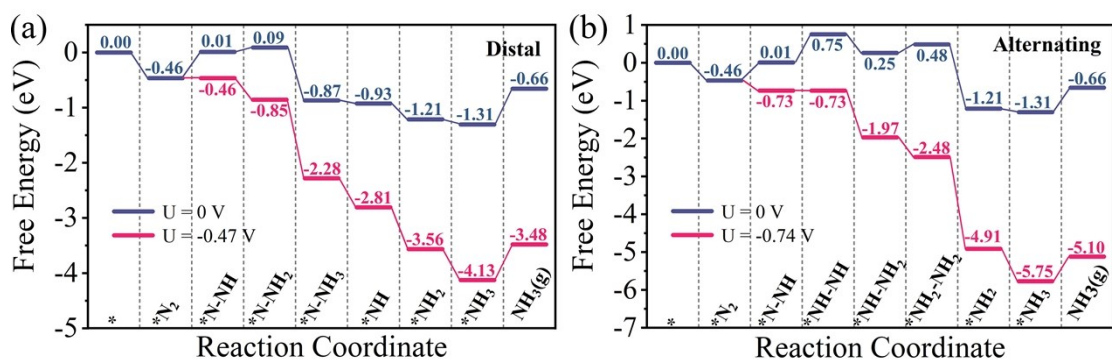 (a)
Distal
Free Energy (eV)
0
-1
-2
-3
-4
-5
0.00
-0.46
0.01
0.09
-0.87
-0.93
-1.21
-1.31
-0.66
-0.46
-0.85
-2.28
-2.81
-3.56
-4.13
-3.48
U = 0 V
U = -0.47 V
*
*N₂
*N-NH
*N-NH₂
*N-NH₃
*NH
*NH₂
*NH₃
NH₃(g)
Reaction Coordinate
(b)
Alternating
Free Energy (eV)
1
0
-1
-2
-3
-4
-5
-6
-7
0.00
-0.46
0.01
0.75
0.25
0.48
-1.21
-1.31
-0.66
-0.73
-0.73
-1.97
-2.48
-4.91
-5.75
-5.10
U = 0 V
U = -0.74 V
*
*N₂
*N-NH
*NH-NH
*NH-NH₂
*NH₂-NH₂
*NH₂
*NH₃
NH3(g)
Reaction Coordinate